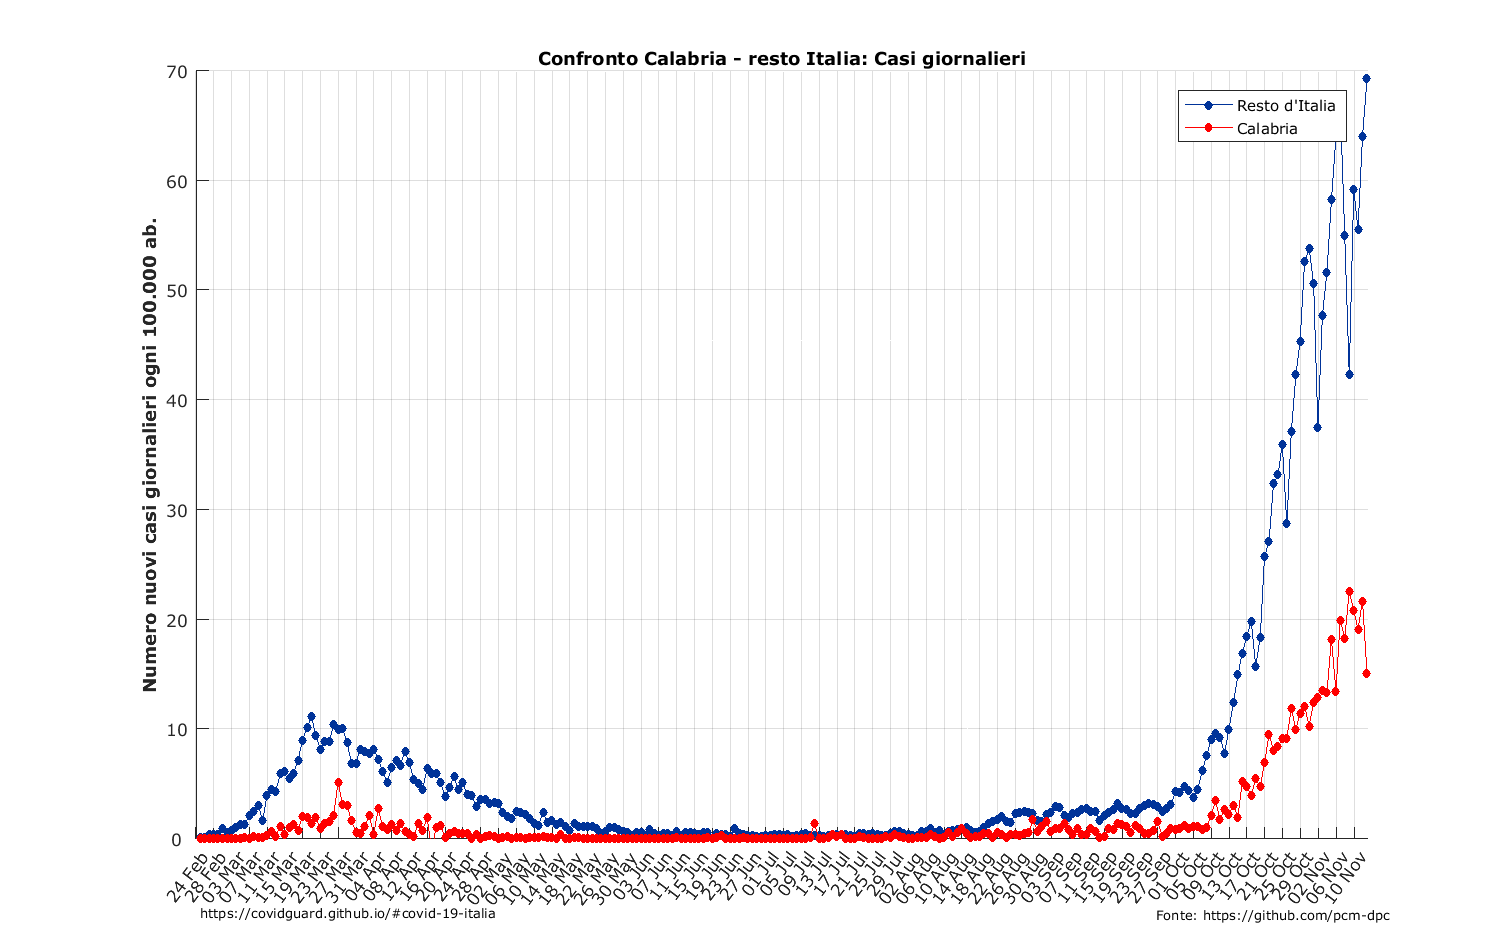 Confronto Calabria - resto Italia: Casi giornalieri
Numero nuovi casi giornalieri ogni 100.000 ab.
70
60
50
40
30
20
10
0
Resto d'Italia
Calabria
24 Feb
28 Feb
03 Mar
07 Mar
11 Mar
15 Mar
19 Mar
23 Mar
27 Mar
31 Mar
04 Apr
08 Apr
12 Apr
16 Apr
20 Apr
24 Apr
28 Apr
02 May
06 May
10 May
14 May
18 May
22 May
26 May
30 May
03 Jun
07 Jun
11 Jun
15 Jun
19 Jun
23 Jun
27 Jun
01 Jul
05 Jul
09 Jul
13 Jul
17 Jul
21 Jul
25 Jul
29 Jul
02 Aug
06 Aug
10 Aug
14 Aug
18 Aug
22 Aug
26 Aug
30 Aug
03 Sep
07 Sep
11 Sep
15 Sep
19 Sep
23 Sep
27 Sep
01 Oct
05 Oct
09 Oct
13 Oct
17 Oct
21 Oct
25 Oct
29 Oct
02 Nov
06 Nov
10 Nov
https://covidguard.github.io/#covid-19-italia
Fonte: https://github.com/pcm-dpc